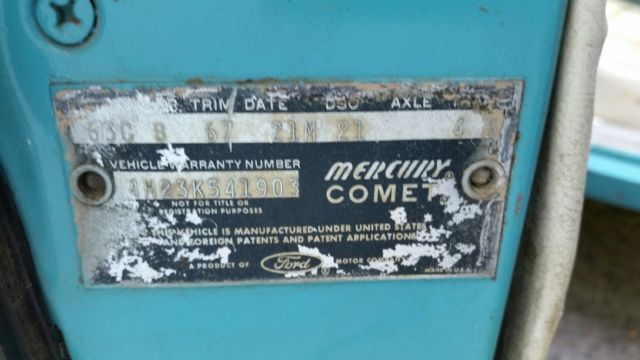 TRIM DATE DSO AXLE
63C B 67 21M 21 4
VEHICLE WARRANTY NUMBER
4H23K541903
NOT FOR TITLE OR
REGISTRATION PURPOSES
MERCURY
COMET
THIS VEHICLE IS MANUFACTURED UNDER UNITED STATES
AND FOREIGN PATENTS AND PATENT APPLICATIONS
A PRODUCT OF Ford MOTOR COMPANY
MADE IN U.S.A.